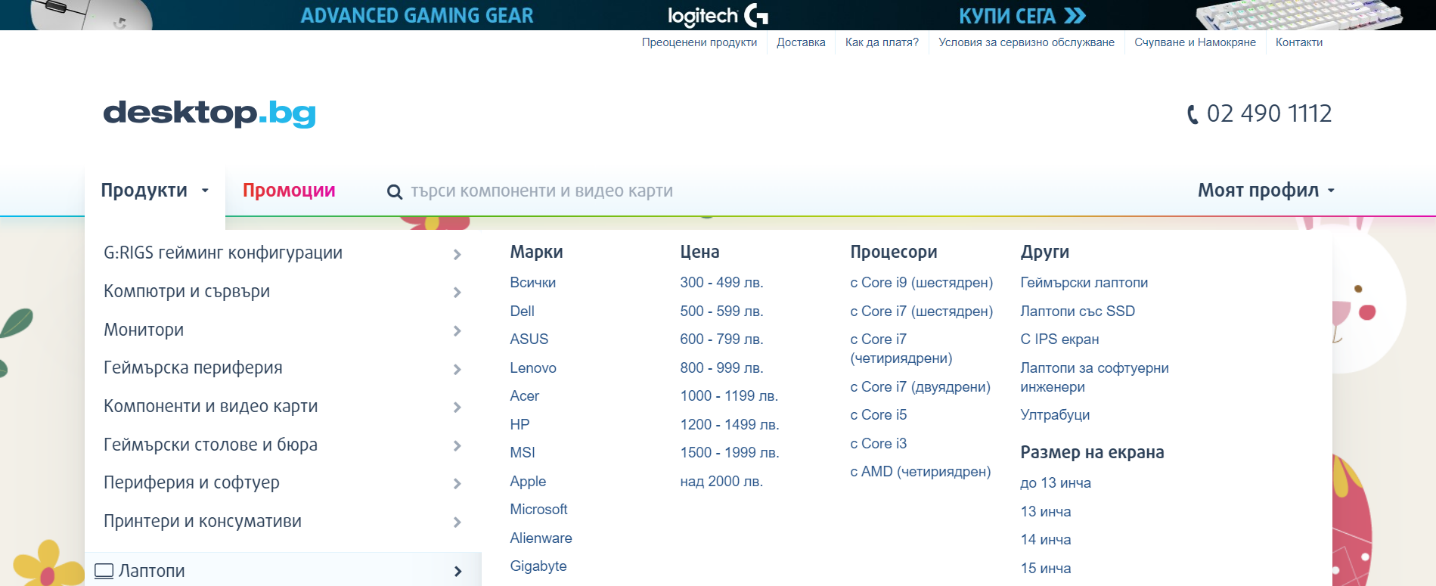 ADVANCED GAMING GEAR
logitech G
КУПИ СЕГА
Преоценени продукти
Доставка
Как да платя?
Условия за сервизно обслужване
Счупване и Намокряне
Контакти
desktop.bg
02 490 1112
Продукти
Промоции
търси компоненти и видео карти
Моят профил
G:RIGS гейминг конфигурации
Компютри и сървъри
Монитори
Геймърска периферия
Компоненти и видео карти
Геймърски столове и бюра
Периферия и софтуер
Принтери и консумативи
Лаптопи
Марки
Всички
Dell
ASUS
Lenovo
Acer
HP
MSI
Apple
Microsoft
Alienware
Gigabyte
Цена
300 - 499 лв.
500 - 599 лв.
600 - 799 лв.
800 - 999 лв.
1000 - 1199 лв.
1200 - 1499 лв.
1500 - 1999 лв.
над 2000 лв.
Процесори
с Core i9 (шестядрен)
с Core i7 (шестядрен)
с Core i7
(четириядрени)
с Core i7 (двуядрени)
с Core i5
с Core i3
с AMD (четириядрен)
Други
Геймърски лаптопи
Лаптопи със SSD
С IPS екран
Лаптопи за софтуерни
инженери
Ултрабуци
Размер на екрана
до 13 инча
13 инча
14 инча
15 инча